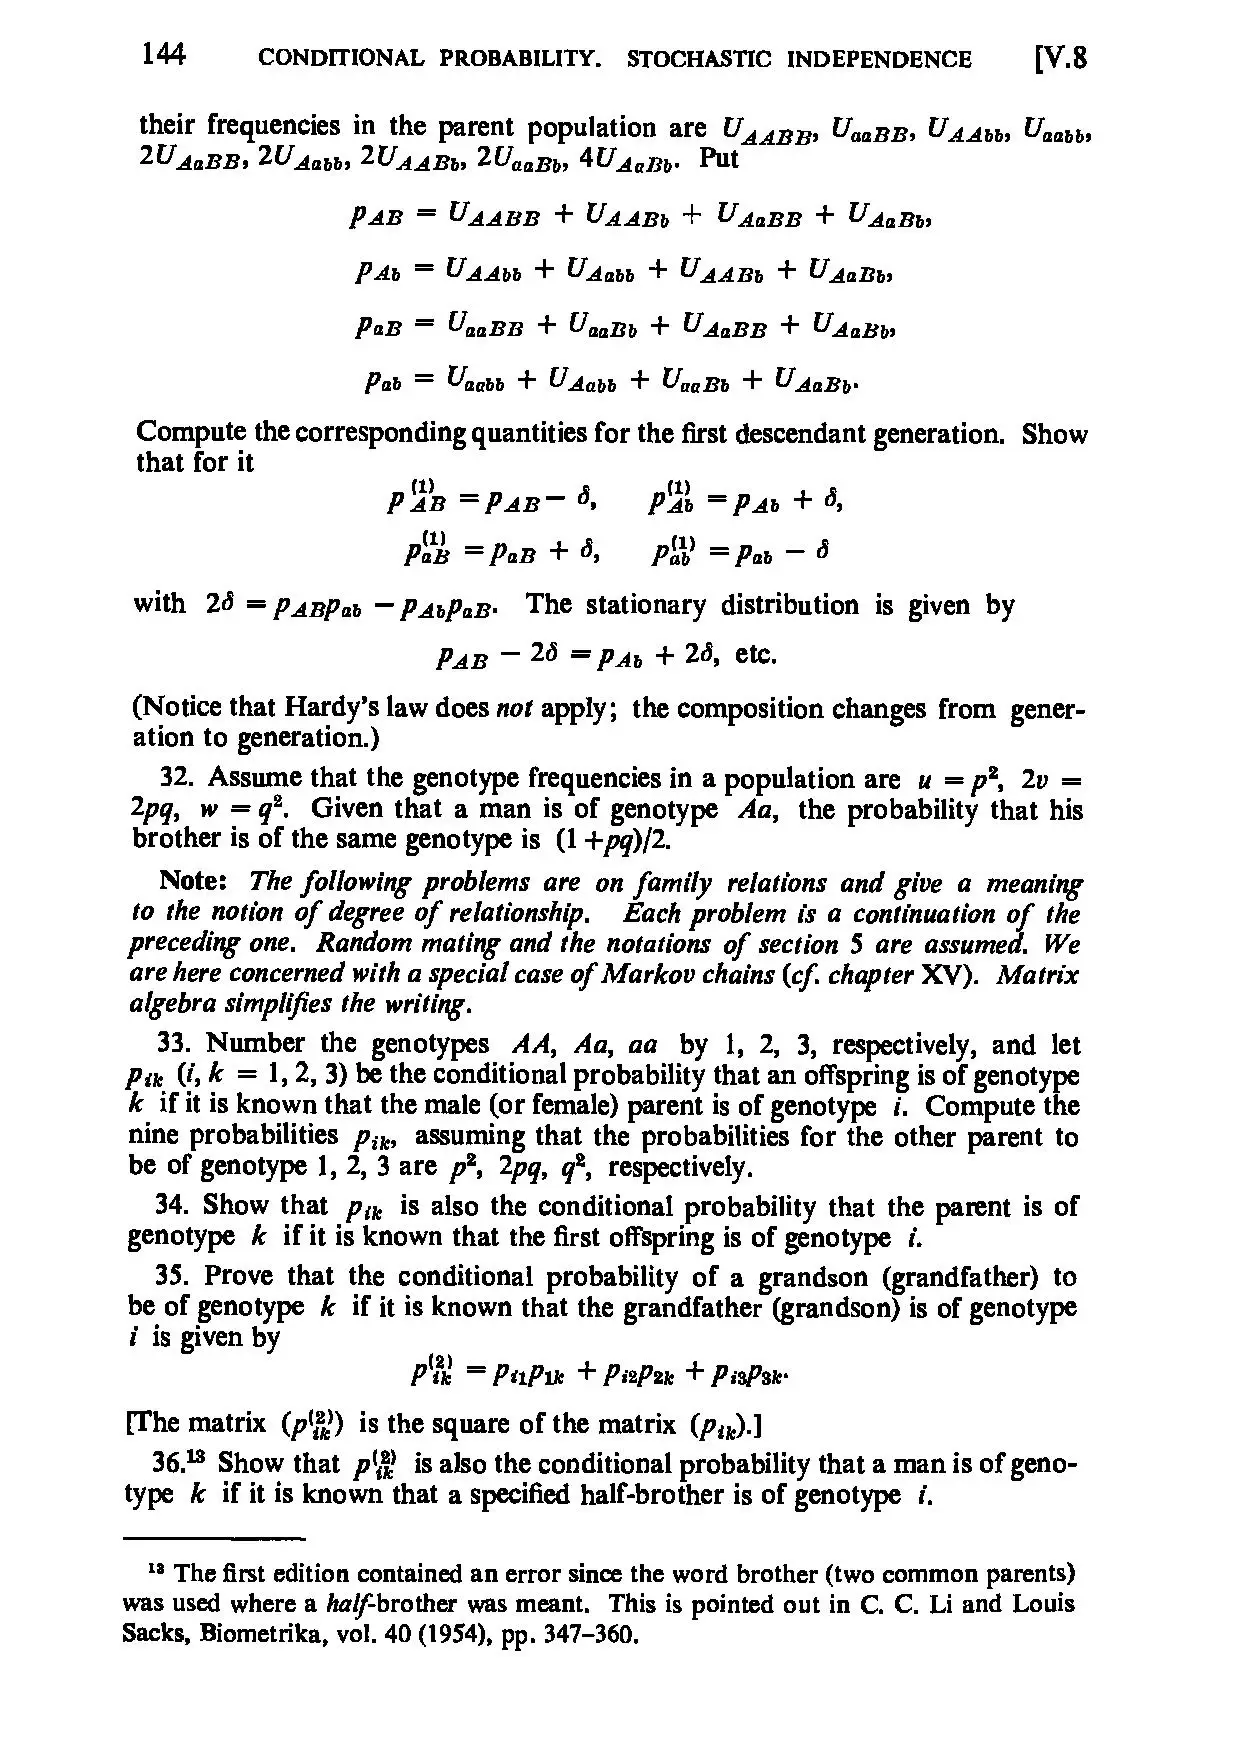 144 CONDITIONAL PROBABILITY. STOCHASTIC INDEPENDENCE [V.8
their frequencies in the parent population are U_{AABB}, U_{aaBB}, U_{AAbb}, U_{aabb},
2U_{AaBB}, 2U_{Aabb}, 2U_{AABb}, 2U_{aaBb}, 4U_{AaBb}. Put
p_{AB} = U_{AABB} + U_{AABb} + U_{AaBB} + U_{AaBb},
p_{Ab} = U_{AAbb} + U_{Aabb} + U_{AABb} + U_{AaBb},
p_{aB} = U_{aaBB} + U_{aaBb} + U_{AaBB} + U_{AaBb},
p_{ab} = U_{aabb} + U_{Aabb} + U_{aaBb} + U_{AaBb}.
Compute the corresponding quantities for the first descendant generation. Show
that for it
p_{AB}^{(1)} = p_{AB} − δ, p_{Ab}^{(1)} = p_{Ab} + δ,
p_{aB}^{(1)} = p_{aB} + δ, p_{ab}^{(1)} = p_{ab} − δ
with 2δ = p_{AB}p_{ab} − p_{Ab}p_{aB}. The stationary distribution is given by
p_{AB} − 2δ = p_{Ab} + 2δ, etc.
(Notice that Hardy's law does not apply; the composition changes from gener-
ation to generation.)
32. Assume that the genotype frequencies in a population are u = p², 2v =
2pq, w = q². Given that a man is of genotype Aa, the probability that his
brother is of the same genotype is (1 + pq)/2.
Note: The following problems are on family relations and give a meaning
to the notion of degree of relationship. Each problem is a continuation of the
preceding one. Random mating and the notations of section 5 are assumed. We
are here concerned with a special case of Markov chains (cf. chapter XV). Matrix
algebra simplifies the writing.
33. Number the genotypes AA, Aa, aa by 1, 2, 3, respectively, and let
p_{ik} (i, k = 1, 2, 3) be the conditional probability that an offspring is of genotype
k if it is known that the male (or female) parent is of genotype i. Compute the
nine probabilities p_{ik}, assuming that the probabilities for the other parent to
be of genotype 1, 2, 3 are p², 2pq, q², respectively.
34. Show that p_{ik} is also the conditional probability that the parent is of
genotype k if it is known that the first offspring is of genotype i.
35. Prove that the conditional probability of a grandson (grandfather) to
be of genotype k if it is known that the grandfather (grandson) is of genotype
i is given by
p_{ik}^{(2)} = p_{i1}p_{1k} + p_{i2}p_{2k} + p_{i3}p_{3k}.
[The matrix (p_{ik}^{(2)}) is the square of the matrix (p_{ik}).]
36.¹³ Show that p_{ik}^{(2)} is also the conditional probability that a man is of geno-
type k if it is known that a specified half-brother is of genotype i.
¹³ The first edition contained an error since the word brother (two common parents)
was used where a half-brother was meant. This is pointed out in C. C. Li and Louis
Sacks, Biometrika, vol. 40 (1954), pp. 347–360.